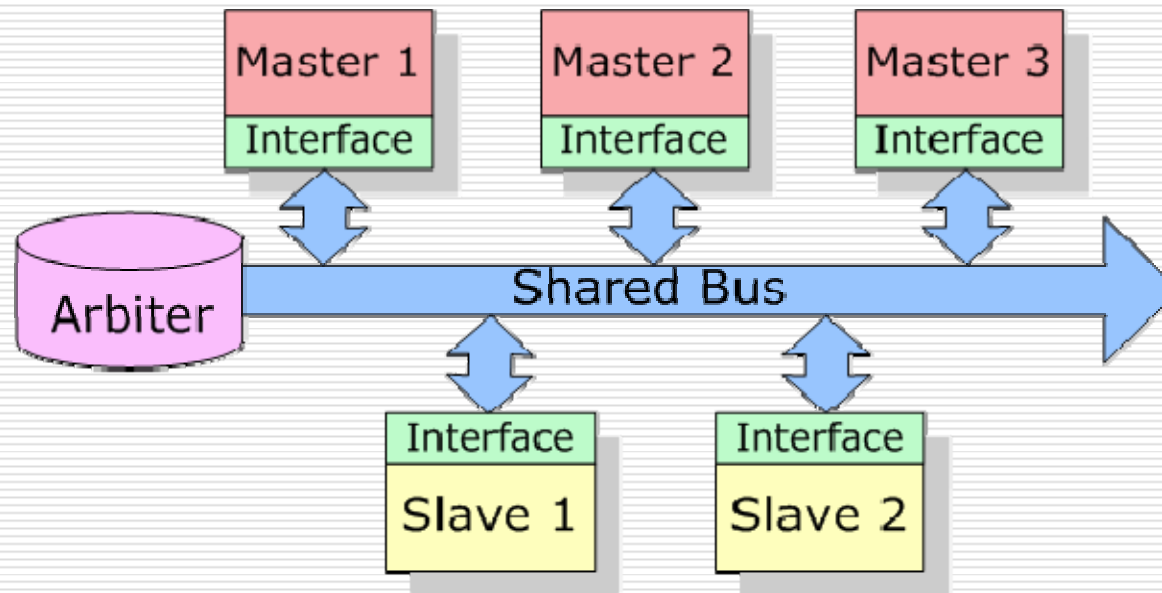 Master 1
Interface
Master 2
Interface
Master 3
Interface
Arbiter
Shared Bus
Interface
Slave 1
Interface
Slave 2